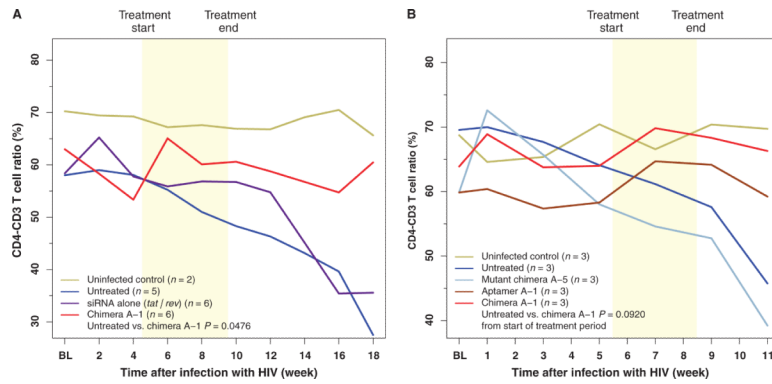 A
Treatment
start
Treatment
end
CD4-CD3 T cell ratio (%)
80
70
60
50
40
30
Uninfected control (n = 2)
Untreated (n = 5)
siRNA alone (tat / rev) (n = 6)
Chimera A-1 (n = 6)
Untreated vs. chimera A-1 P = 0.0476
BL 2 4 6 8 10 12 14 16 18
Time after infection with HIV (week)
B
Treatment
start
Treatment
end
CD4-CD3 T cell ratio (%)
80
70
60
50
40
Uninfected control (n = 3)
Untreated (n = 3)
Mutant chimera A-5 (n = 3)
Aptamer A-1 (n = 3)
Chimera A-1 (n = 3)
Untreated vs. chimera A-1 P = 0.0920
from start of treatment period
BL 1 3 5 7 9 11
Time after infection with HIV (week)